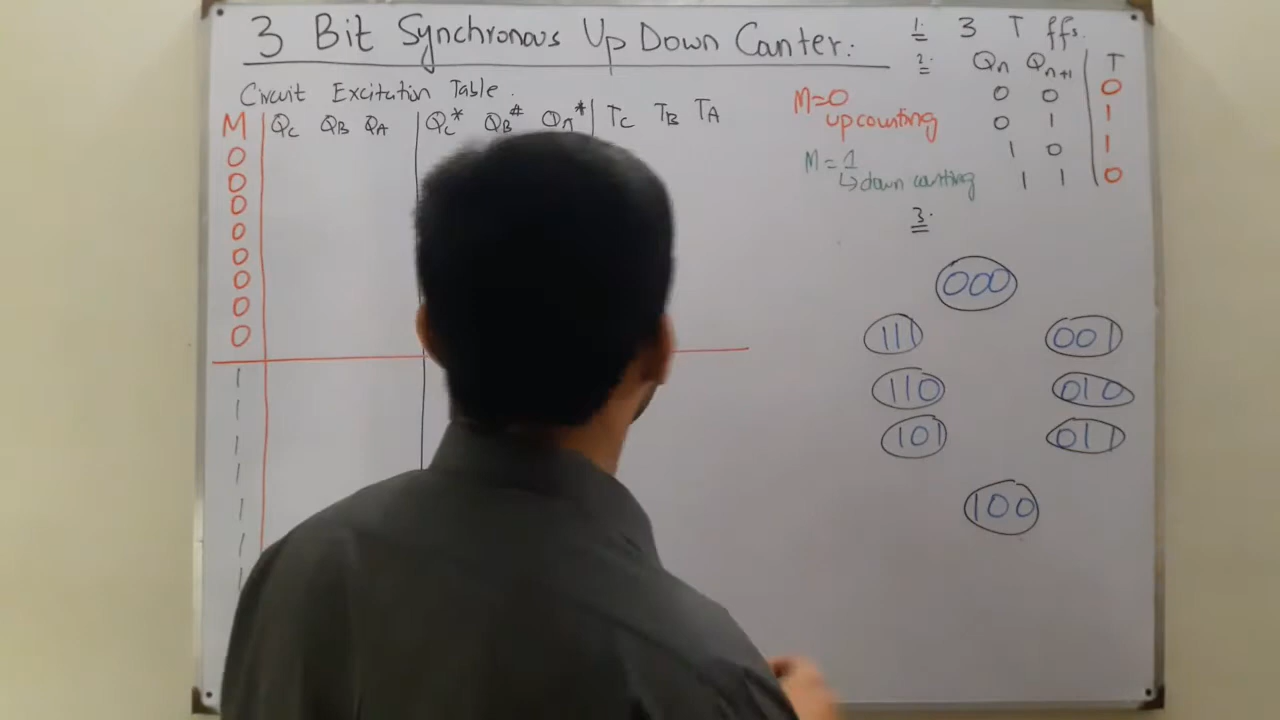 3 Bit Synchronous Up Down Canter:
Circuit Excitation Table.
M QC QB QA QC* QB* QA* TC TB TA
0
0
0
0
0
0
0
0
1
1
1
1
1
1
1
1: 3 T ffs.
2: Qn Qn+1 T
0 0 0
0 1 1
1 0 1
1 1 0
M=0
upcounting
M=1
↳down counting
3:
000
111 001
110 010
101 011
100